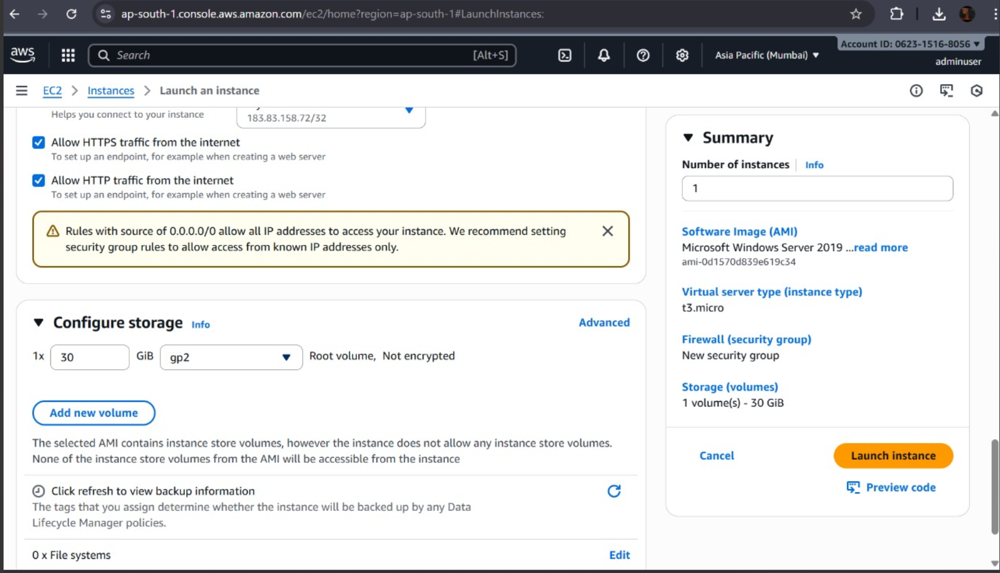 ap-south-1.console.aws.amazon.com/ec2/home?region=ap-south-1#LaunchInstances:
aws
Search
[Alt+S]
Asia Pacific (Mumbai)
Account ID: 0623-1516-8056
adminuser
EC2 > Instances > Launch an instance
Helps you connect to your instance
183.83.158.72/32
Allow HTTPS traffic from the internet
To set up an endpoint, for example when creating a web server
Allow HTTP traffic from the internet
To set up an endpoint, for example when creating a web server
Rules with source of 0.0.0.0/0 allow all IP addresses to access your instance. We recommend setting
security group rules to allow access from known IP addresses only.
Configure storage Info
Advanced
1x 30 GiB gp2 Root volume, Not encrypted
Add new volume
The selected AMI contains instance store volumes, however the instance does not allow any instance store volumes.
None of the instance store volumes from the AMI will be accessible from the instance
Click refresh to view backup information
The tags that you assign determine whether the instance will be backed up by any Data
Lifecycle Manager policies.
0 x File systems
Edit
Summary
Number of instances Info
1
Software Image (AMI)
Microsoft Windows Server 2019 ...read more
ami-0d1570d839e619c34
Virtual server type (instance type)
t3.micro
Firewall (security group)
New security group
Storage (volumes)
1 volume(s) - 30 GiB
Cancel
Launch instance
Preview code